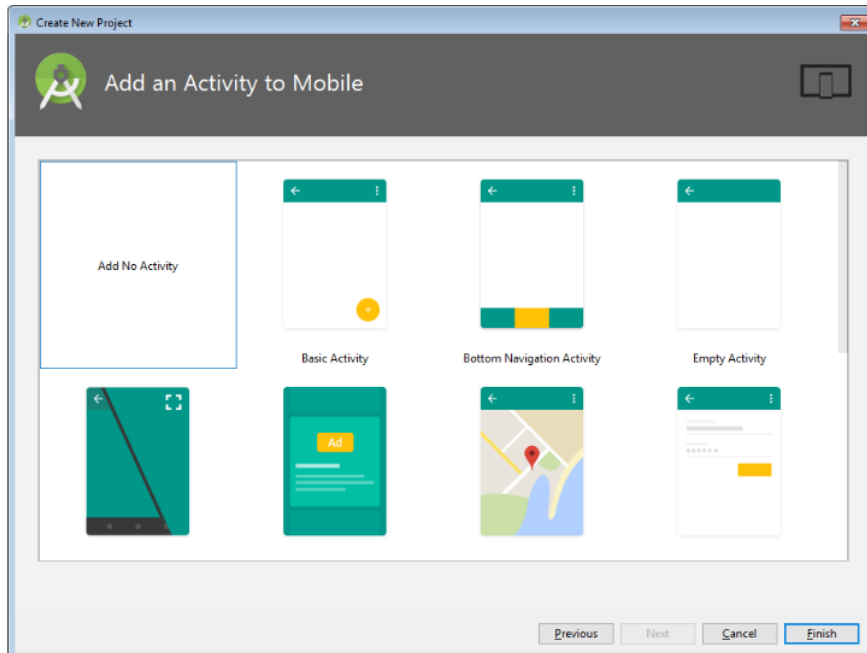 Create New Project
Add an Activity to Mobile
Add No Activity
Basic Activity
Bottom Navigation Activity
Empty Activity
Ad
Previous
Next
Cancel
Finish